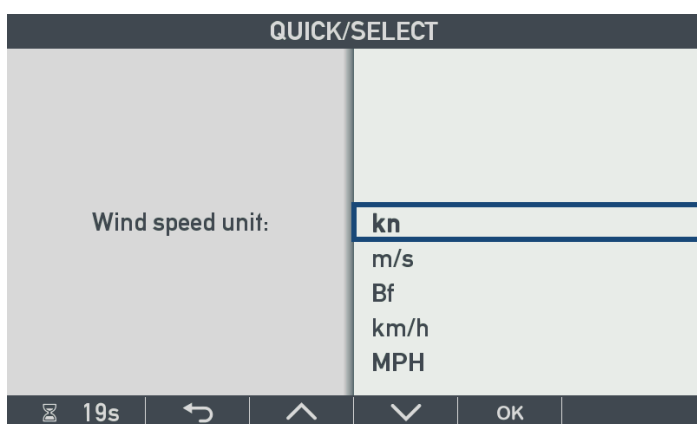 QUICK/SELECT
Wind speed unit:
kn
m/s
Bf
km/h
MPH
19s OK